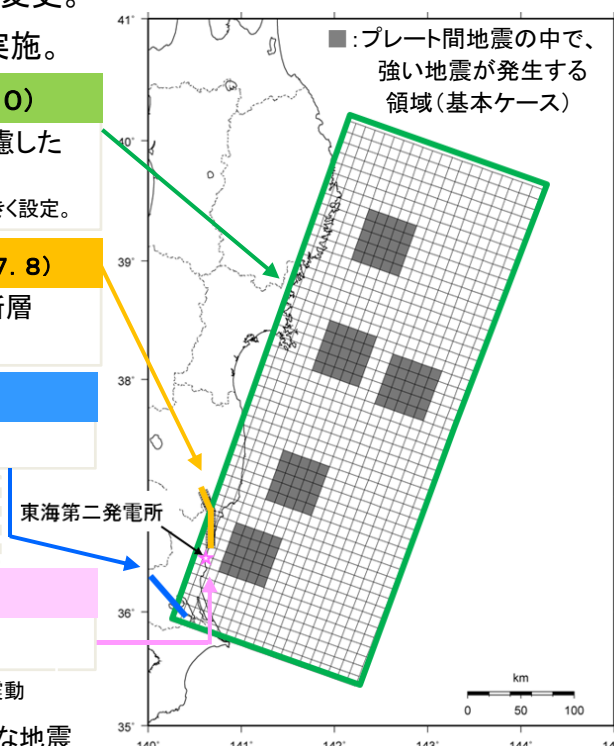 変更。
実施。
0)
慮した
きく設定。
7.8)
断層
東海第二発電所
震動
な地震
■:プレート間地震の中で、
強い地震が発生する
領域(基本ケース)
41°
40°
39°
38°
36°
35°
140°
141°
142°
143°
km
0 50 100